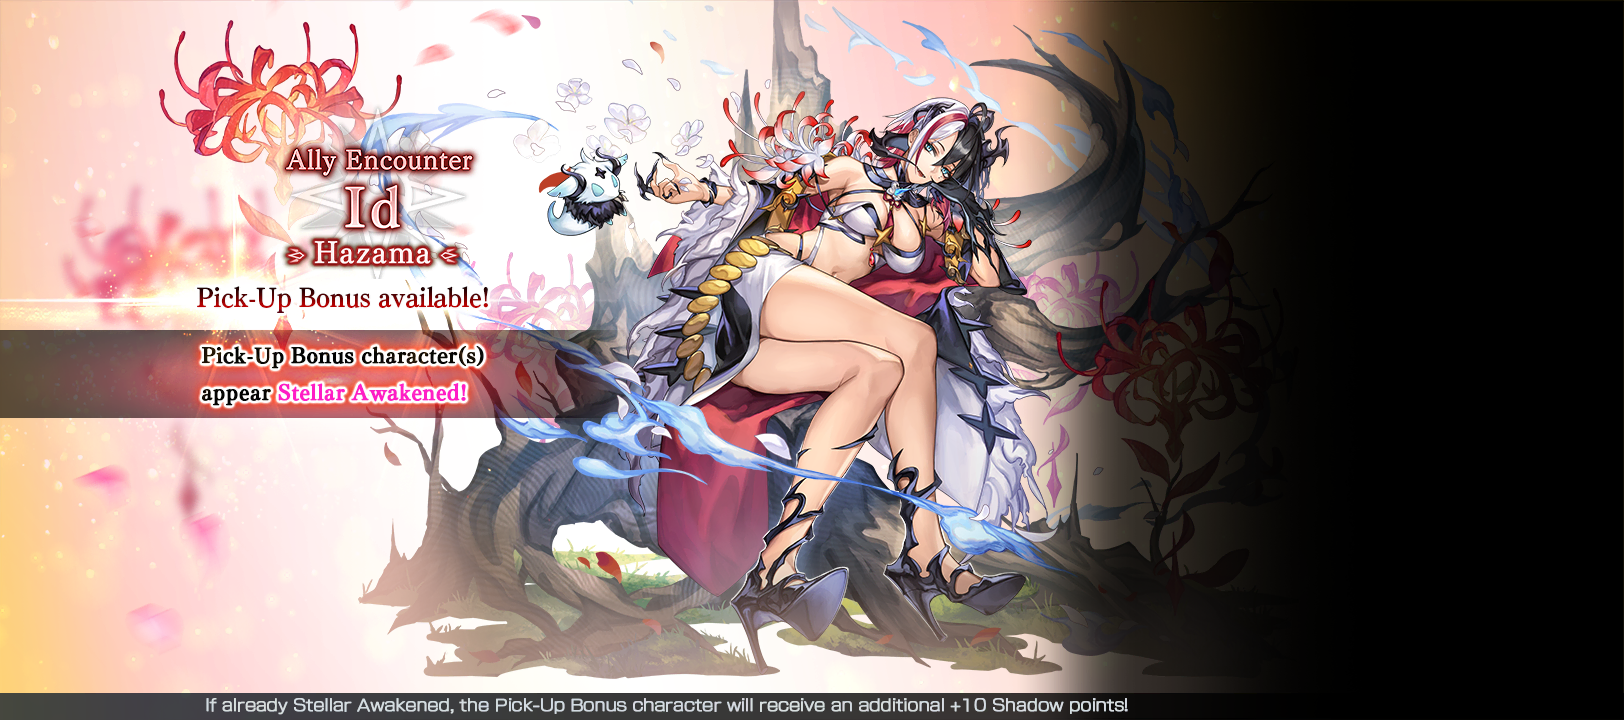 Ally Encounter
Id
Hazama
Pick-Up Bonus available!
Pick-Up Bonus character(s)
appear Stellar Awakened!
If already Stellar Awakened, the Pick-Up Bonus character will receive an additional +10 Shadow points!